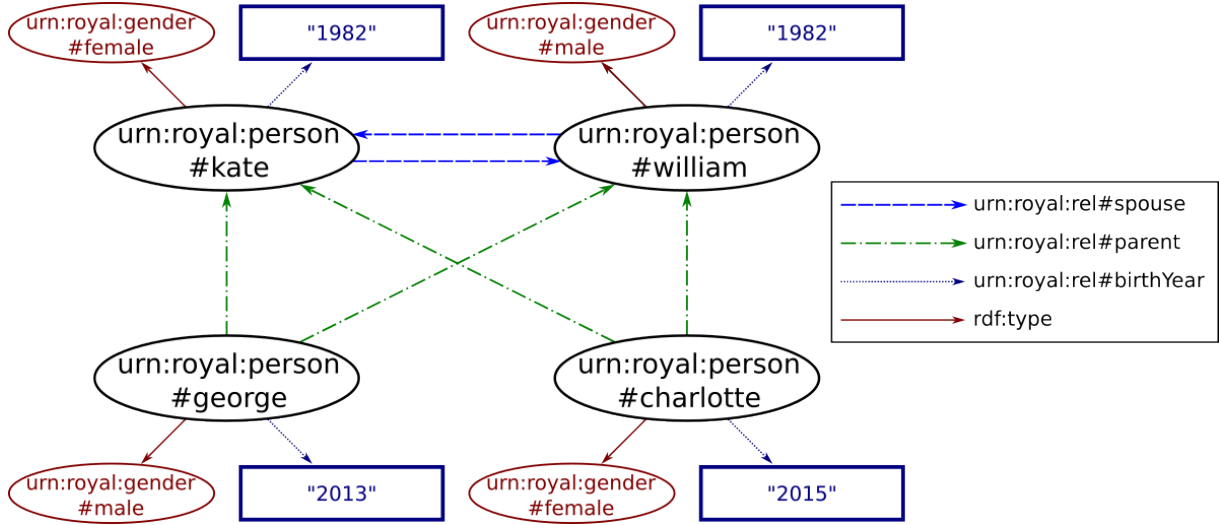 urn:royal:gender
#female
"1982"
urn:royal:gender
#male
"1982"
urn:royal:person
#kate
urn:royal:person
#william
urn:royal:rel#spouse
urn:royal:rel#parent
urn:royal:rel#birthYear
rdf:type
urn:royal:person
#george
urn:royal:person
#charlotte
urn:royal:gender
#male
"2013"
urn:royal:gender
#female
"2015"